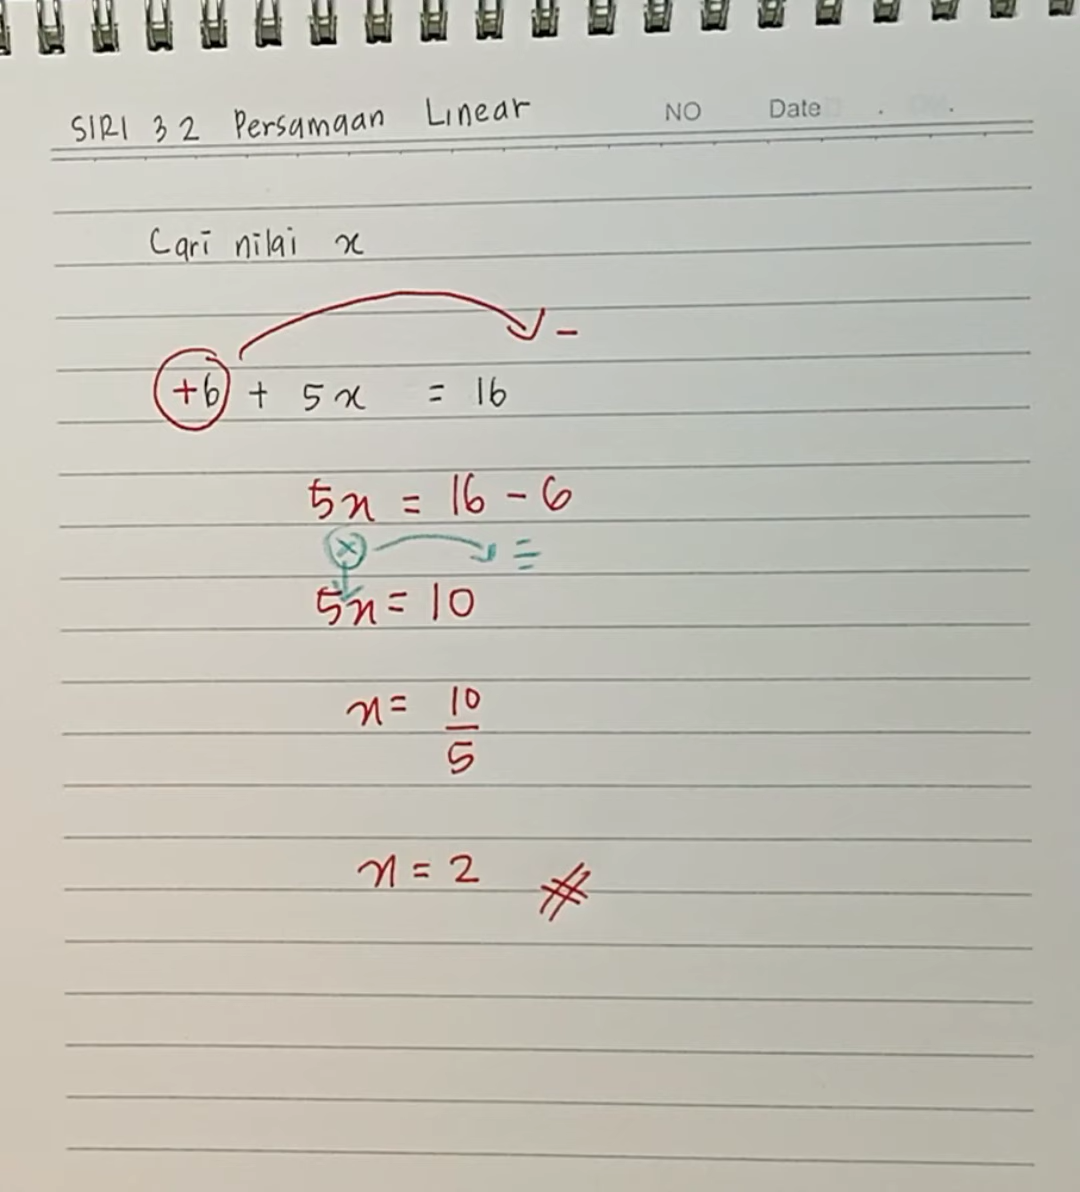 SIRI 32 Persamaan Linear NO Date
Cari nilai x
-
+6 + 5x = 16
5x = 16 - 6
× ÷
5x = 10
x = 10/5
x = 2 #